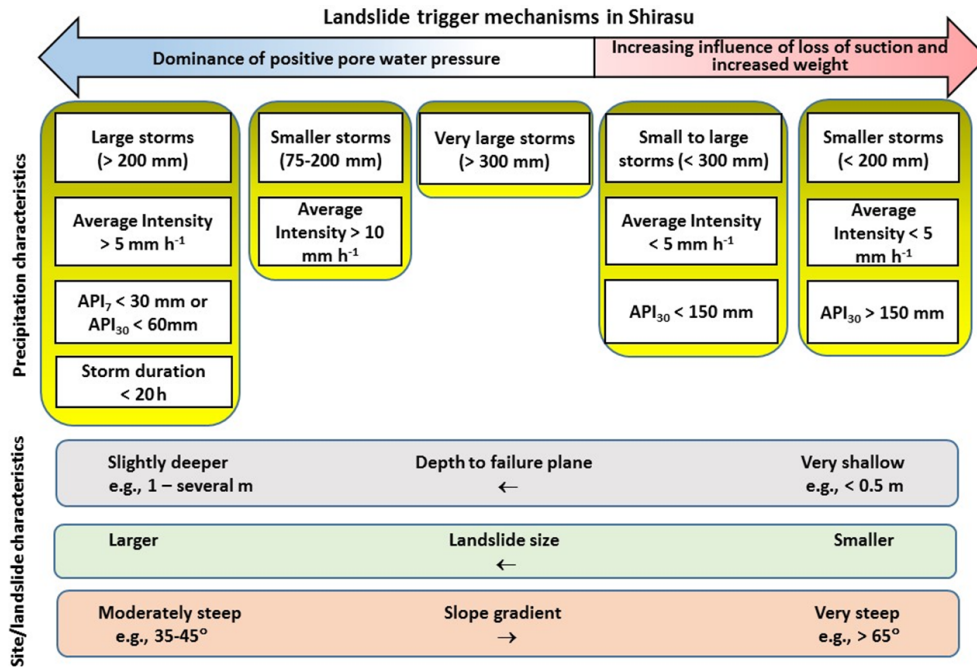 Landslide trigger mechanisms in Shirasu
Dominance of positive pore water pressure
Increasing influence of loss of suction and
increased weight
Precipitation characteristics
Large storms
(> 200 mm)
Average Intensity
> 5 mm h⁻¹
API₇ < 30 mm or
API₃₀ < 60mm
Storm duration
< 20h
Smaller storms
(75-200 mm)
Average
Intensity > 10
mm h⁻¹
Very large storms
(> 300 mm)
Small to large
storms (< 300 mm)
Average Intensity
< 5 mm h⁻¹
API₃₀ < 150 mm
Smaller storms
(< 200 mm)
Average
Intensity < 5
mm h⁻¹
API₃₀ > 150 mm
Site/landslide characteristics
Slightly deeper
e.g., 1 – several m
Depth to failure plane
←
Very shallow
e.g., < 0.5 m
Larger
Landslide size
←
Smaller
Moderately steep
e.g., 35-45°
Slope gradient
→
Very steep
e.g., > 65°